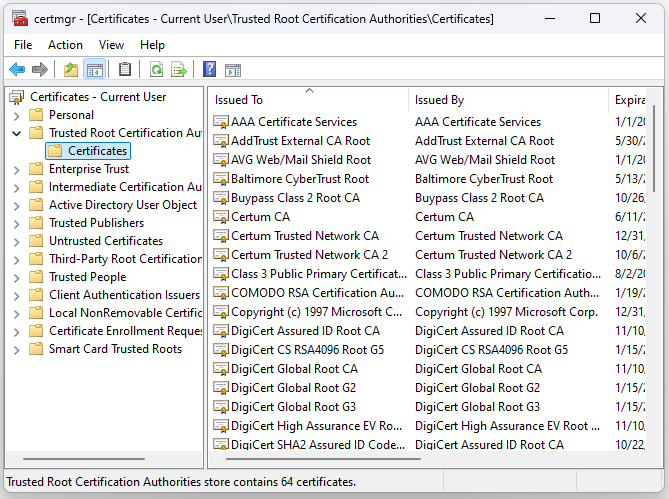 certmgr - [Certificates - Current User\Trusted Root Certification Authorities\Certificates]
File Action View Help
Certificates - Current User
Personal
Trusted Root Certification Au
Certificates
Enterprise Trust
Intermediate Certification Au
Active Directory User Object
Trusted Publishers
Untrusted Certificates
Third-Party Root Certification
Trusted People
Client Authentication Issuers
Local NonRemovable Certific
Certificate Enrollment Reque
Smart Card Trusted Roots
Issued To Issued By Expira
AAA Certificate Services AAA Certificate Services 1/1/20
AddTrust External CA Root AddTrust External CA Root 5/30/
AVG Web/Mail Shield Root AVG Web/Mail Shield Root 1/1/20
Baltimore CyberTrust Root Baltimore CyberTrust Root 5/13/
Buypass Class 2 Root CA Buypass Class 2 Root CA 10/26,
Certum CA Certum CA 6/11/
Certum Trusted Network CA Certum Trusted Network CA 12/31,
Certum Trusted Network CA 2 Certum Trusted Network CA 2 10/6/
Class 3 Public Primary Certificat... Class 3 Public Primary Certificatio... 8/2/20
COMODO RSA Certification Au... COMODO RSA Certification Auth... 1/19/
Copyright (c) 1997 Microsoft C... Copyright (c) 1997 Microsoft Corp. 12/31,
DigiCert Assured ID Root CA DigiCert Assured ID Root CA 11/10,
DigiCert CS RSA4096 Root G5 DigiCert CS RSA4096 Root G5 1/15/
DigiCert Global Root CA DigiCert Global Root CA 11/10,
DigiCert Global Root G2 DigiCert Global Root G2 1/15/
DigiCert Global Root G3 DigiCert Global Root G3 1/15/
DigiCert High Assurance EV Ro... DigiCert High Assurance EV Root ... 11/10,
DigiCert SHA2 Assured ID Code... DigiCert Assured ID Root CA 10/22,
Trusted Root Certification Authorities store contains 64 certificates.